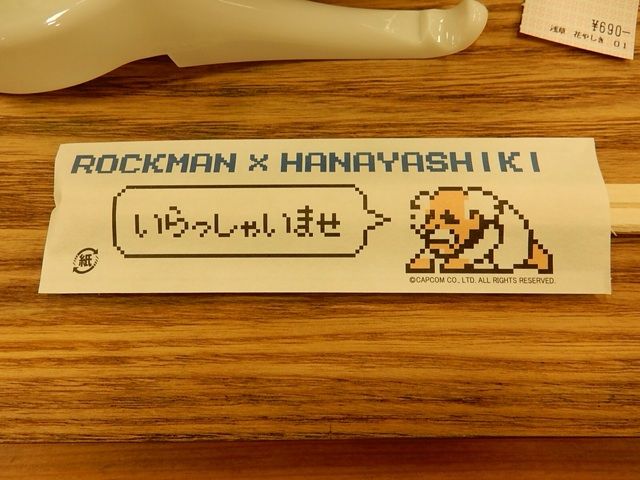 ¥690-
浅草 花やしき 01
ROCKMAN X HANAYASHIKI
いらっしゃいませ
紙
©CAPCOM CO., LTD. ALL RIGHTS RESERVED.